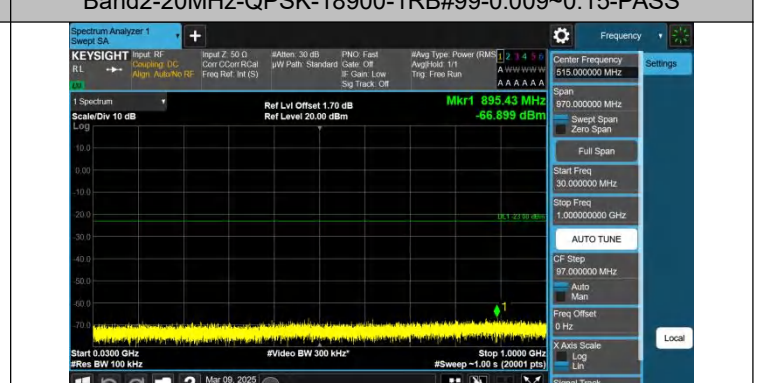 Band2-20MHz-QPSK-18900-1RB#99-0.009~0.15-PASS
Spectrum Analyzer 1
Swept SA
+
Frequency
KEYSIGHT
RL
Input: RF
Coupling: DC
Align: Auto/No RF
Input Z: 50 Ω
Corr CCorr RCal
Freq Ref: Int (S)
#Atten: 30 dB
µW Path: Standard
PNO: Fast
Gate: Off
IF Gain: Low
Sig Track: Off
#Avg Type: Power (RMS
Avg|Hold: 1/1
Trig: Free Run
1 2 3 4 5 6
A W W W W W
A A A A A A
1 Spectrum
Scale/Div 10 dB
Log
Ref Lvl Offset 1.70 dB
Ref Level 20.00 dBm
Mkr1 895.43 MHz
-66.899 dBm
10.0
0.00
-10.0
-20.0
-30.0
-40.0
-50.0
-60.0
-70.0
1
Start 0.0300 GHz
#Res BW 100 kHz
#Video BW 300 kHz*
Stop 1.0000 GHz
#Sweep ~1.00 s (20001 pts)
Center Frequency
515.000000 MHz
Settings
Span
970.000000 MHz
Swept Span
Zero Span
Full Span
Start Freq
30.000000 MHz
Stop Freq
1.000000000 GHz
AUTO TUNE
CF Step
97.000000 MHz
Auto
Man
Freq Offset
0 Hz
X Axis Scale
Log
Lin
Signal Track
Local
Mar 09, 2025